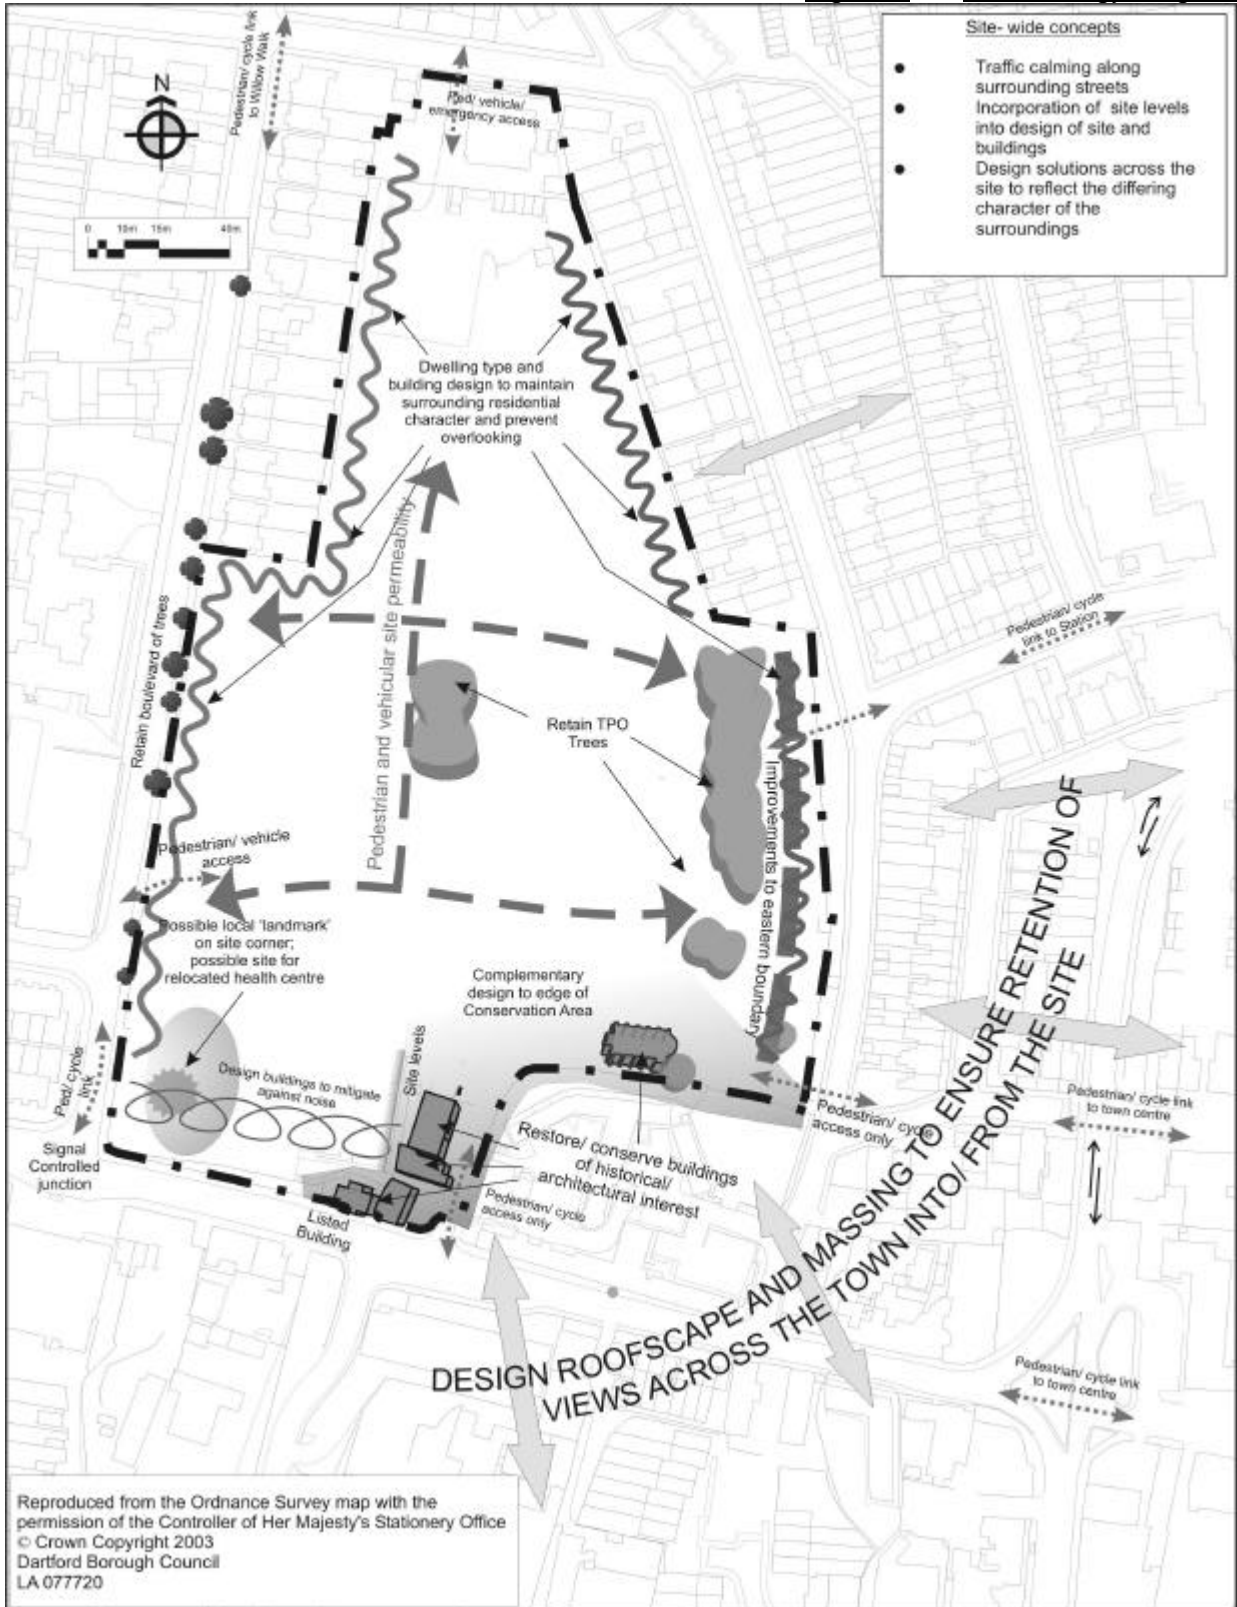 Site- wide concepts
Traffic calming along
surrounding streets
Incorporation of site levels
into design of site and
buildings
Design solutions across the
site to reflect the differing
character of the
surroundings
Pedestrian/ cycle link
to Willow Walk
N
Ped/ vehicle/
emergency access
0 10m 15m 40m
Dwelling type and
building design to maintain
surrounding residential
character and prevent
overlooking
Pedestrian and vehicular site permeability
Retain boulevard of trees
Pedestrian/ cycle
link to Station
Retain TPO
Trees
Improvements to eastern boundary
Pedestrian/ vehicle
access
Possible local 'landmark'
on site corner;
possible site for
relocated health centre
Complementary
design to edge of
Conservation Area
Site levels
Ped/ cycle
link
Design buildings to mitigate
against noise
Signal
Controlled
junction
Listed
Building
Restore/ conserve buildings
of historical/
architectural interest
Pedestrian/ cycle
access only
Pedestrian/ cycle
access only
Pedestrian/ cycle link
to town centre
Pedestrian/ cycle link
to town centre
DESIGN ROOFSCAPE AND MASSING TO ENSURE RETENTION OF
VIEWS ACROSS THE TOWN INTO/ FROM THE SITE
Reproduced from the Ordnance Survey map with the
permission of the Controller of Her Majesty's Stationery Office
© Crown Copyright 2003
Dartford Borough Council
LA 077720